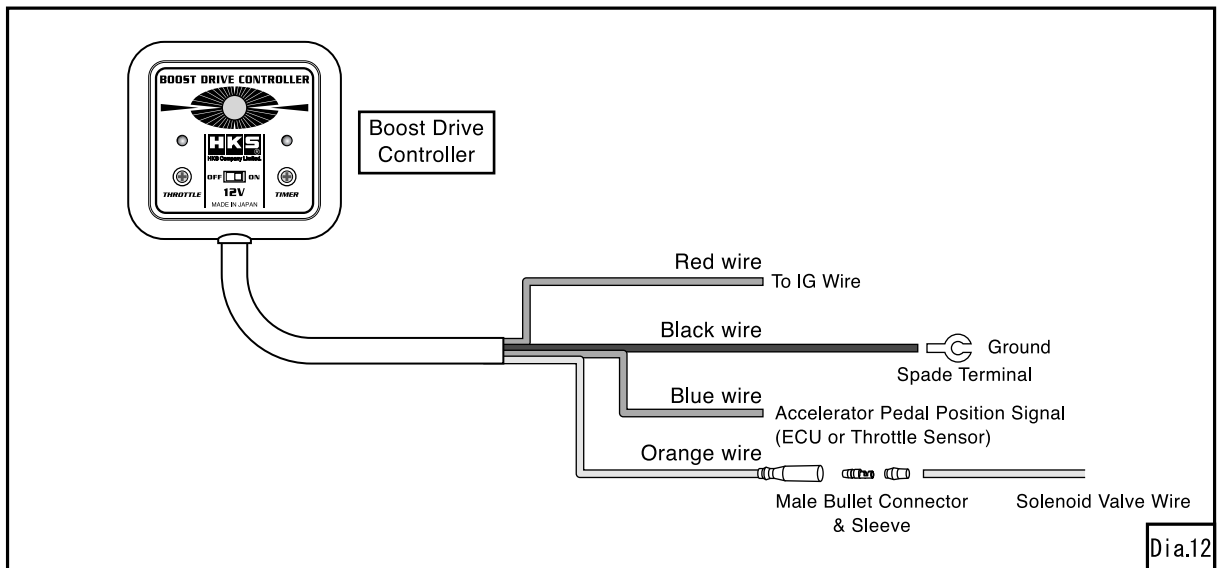 BOOST DRIVE CONTROLLER
HKS
HKS Company Limited.
OFF ON
THROTTLE
12V
TIMER
MADE IN JAPAN
Boost Drive
Controller
Red wire
To IG Wire
Black wire
Ground
Spade Terminal
Blue wire
Accelerator Pedal Position Signal
(ECU or Throttle Sensor)
Orange wire
Male Bullet Connector
& Sleeve
Solenoid Valve Wire
Dia.12